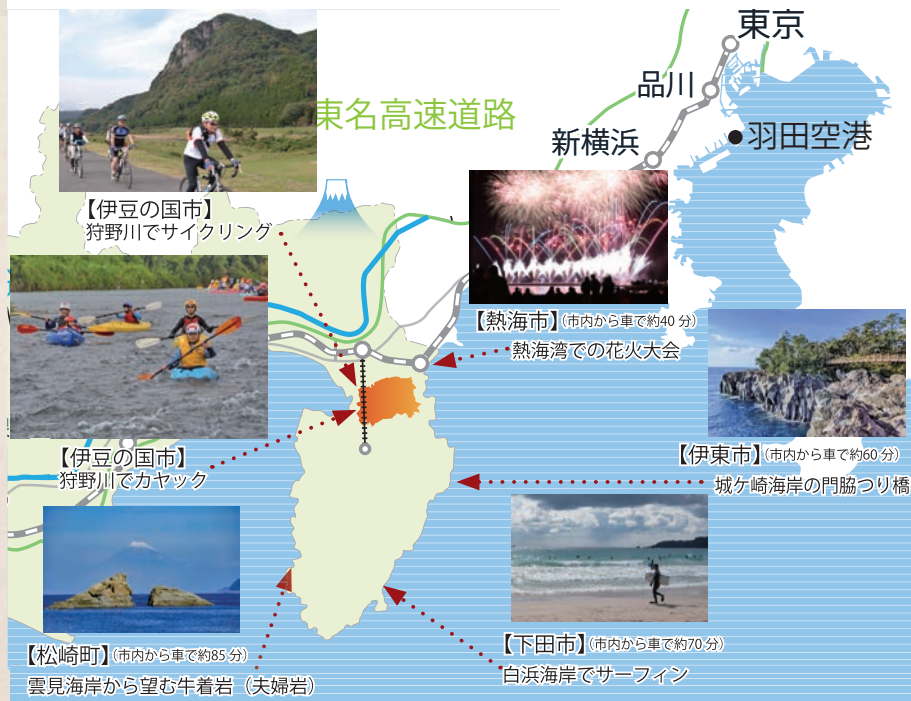 東京
品川
東名高速道路
新横浜
羽田空港
【伊豆の国市】
狩野川でサイクリング
【熱海市】(市内から車で約40分)
熱海湾での花火大会
【伊東市】(市内から車で約60分)
城ケ崎海岸の門脇つり橋
【伊豆の国市】
狩野川でカヤック
【下田市】(市内から車で約70分)
白浜海岸でサーフィン
【松崎町】(市内から車で約85分)
雲見海岸から望む牛着岩(夫婦岩)